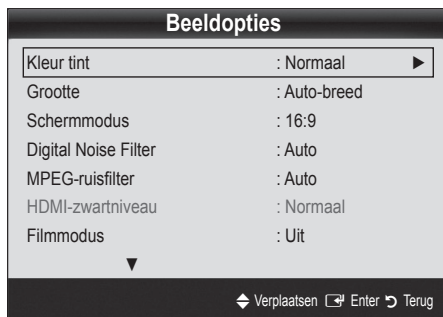 Beeldopties
Kleur tint : Normaal ►
Grootte : Auto-breed
Schermmodus : 16:9
Digital Noise Filter : Auto
MPEG-ruisfilter : Auto
HDMI-zwartniveau : Normaal
Filmmodus : Uit
▼
Verplaatsen Enter Terug